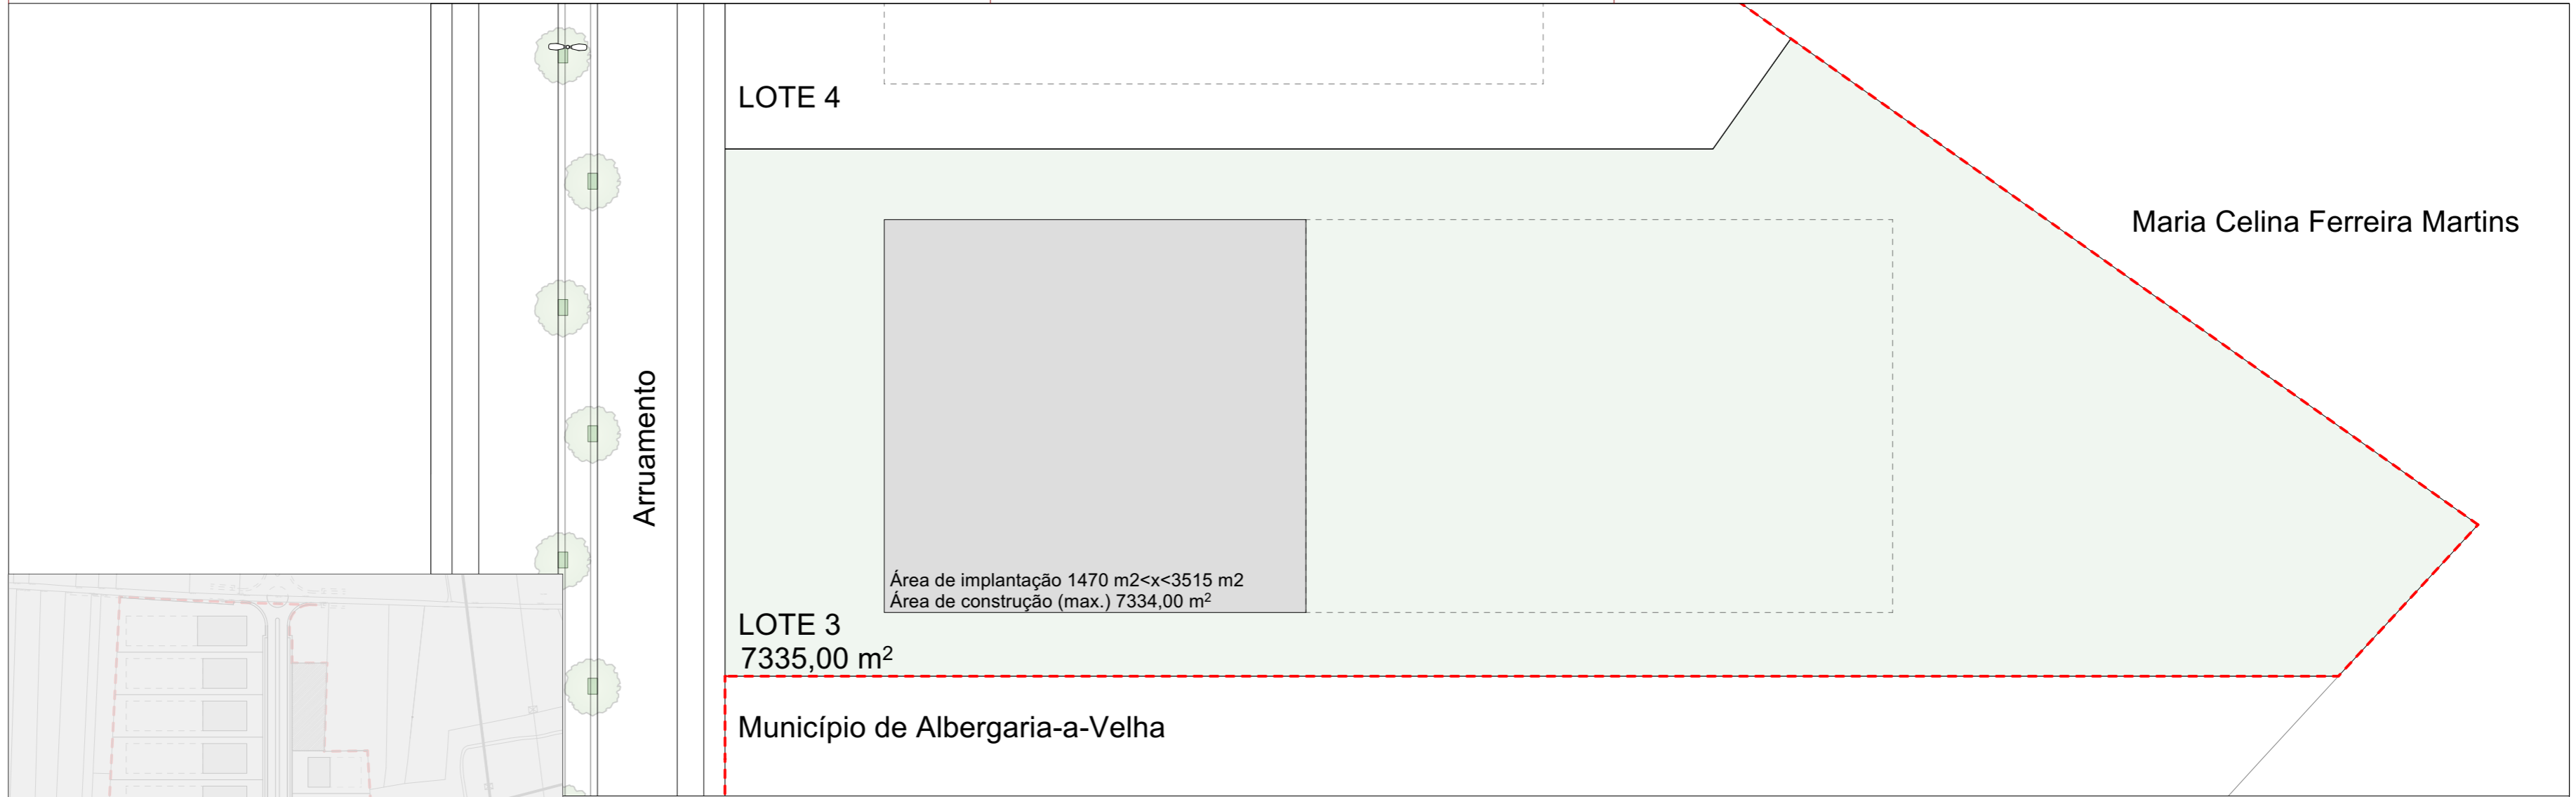 LOTE 4
Maria Celina Ferreira Martins
Arruamento
Área de implantação 1470 m2<x<3515 m2
Área de construção (max.) 7334,00 m²
LOTE 3
7335,00 m²
Município de Albergaria-a-Velha